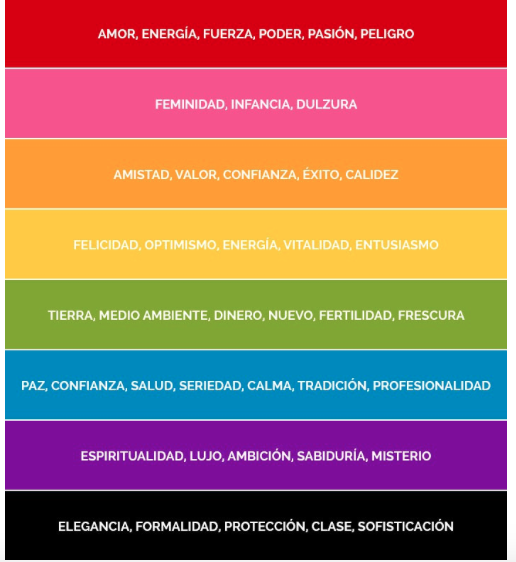 AMOR, ENERGÍA, FUERZA, PODER, PASIÓN, PELIGRO
FEMINIDAD, INFANCIA, DULZURA
AMISTAD, VALOR, CONFIANZA, ÉXITO, CALIDEZ
FELICIDAD, OPTIMISMO, ENERGÍA, VITALIDAD, ENTUSIASMO
TIERRA, MEDIO AMBIENTE, DINERO, NUEVO, FERTILIDAD, FRESCURA
PAZ, CONFIANZA, SALUD, SERIEDAD, CALMA, TRADICIÓN, PROFESIONALIDAD
ESPIRITUALIDAD, LUJO, AMBICIÓN, SABIDURÍA, MISTERIO
ELEGANCIA, FORMALIDAD, PROTECCIÓN, CLASE, SOFISTICACIÓN